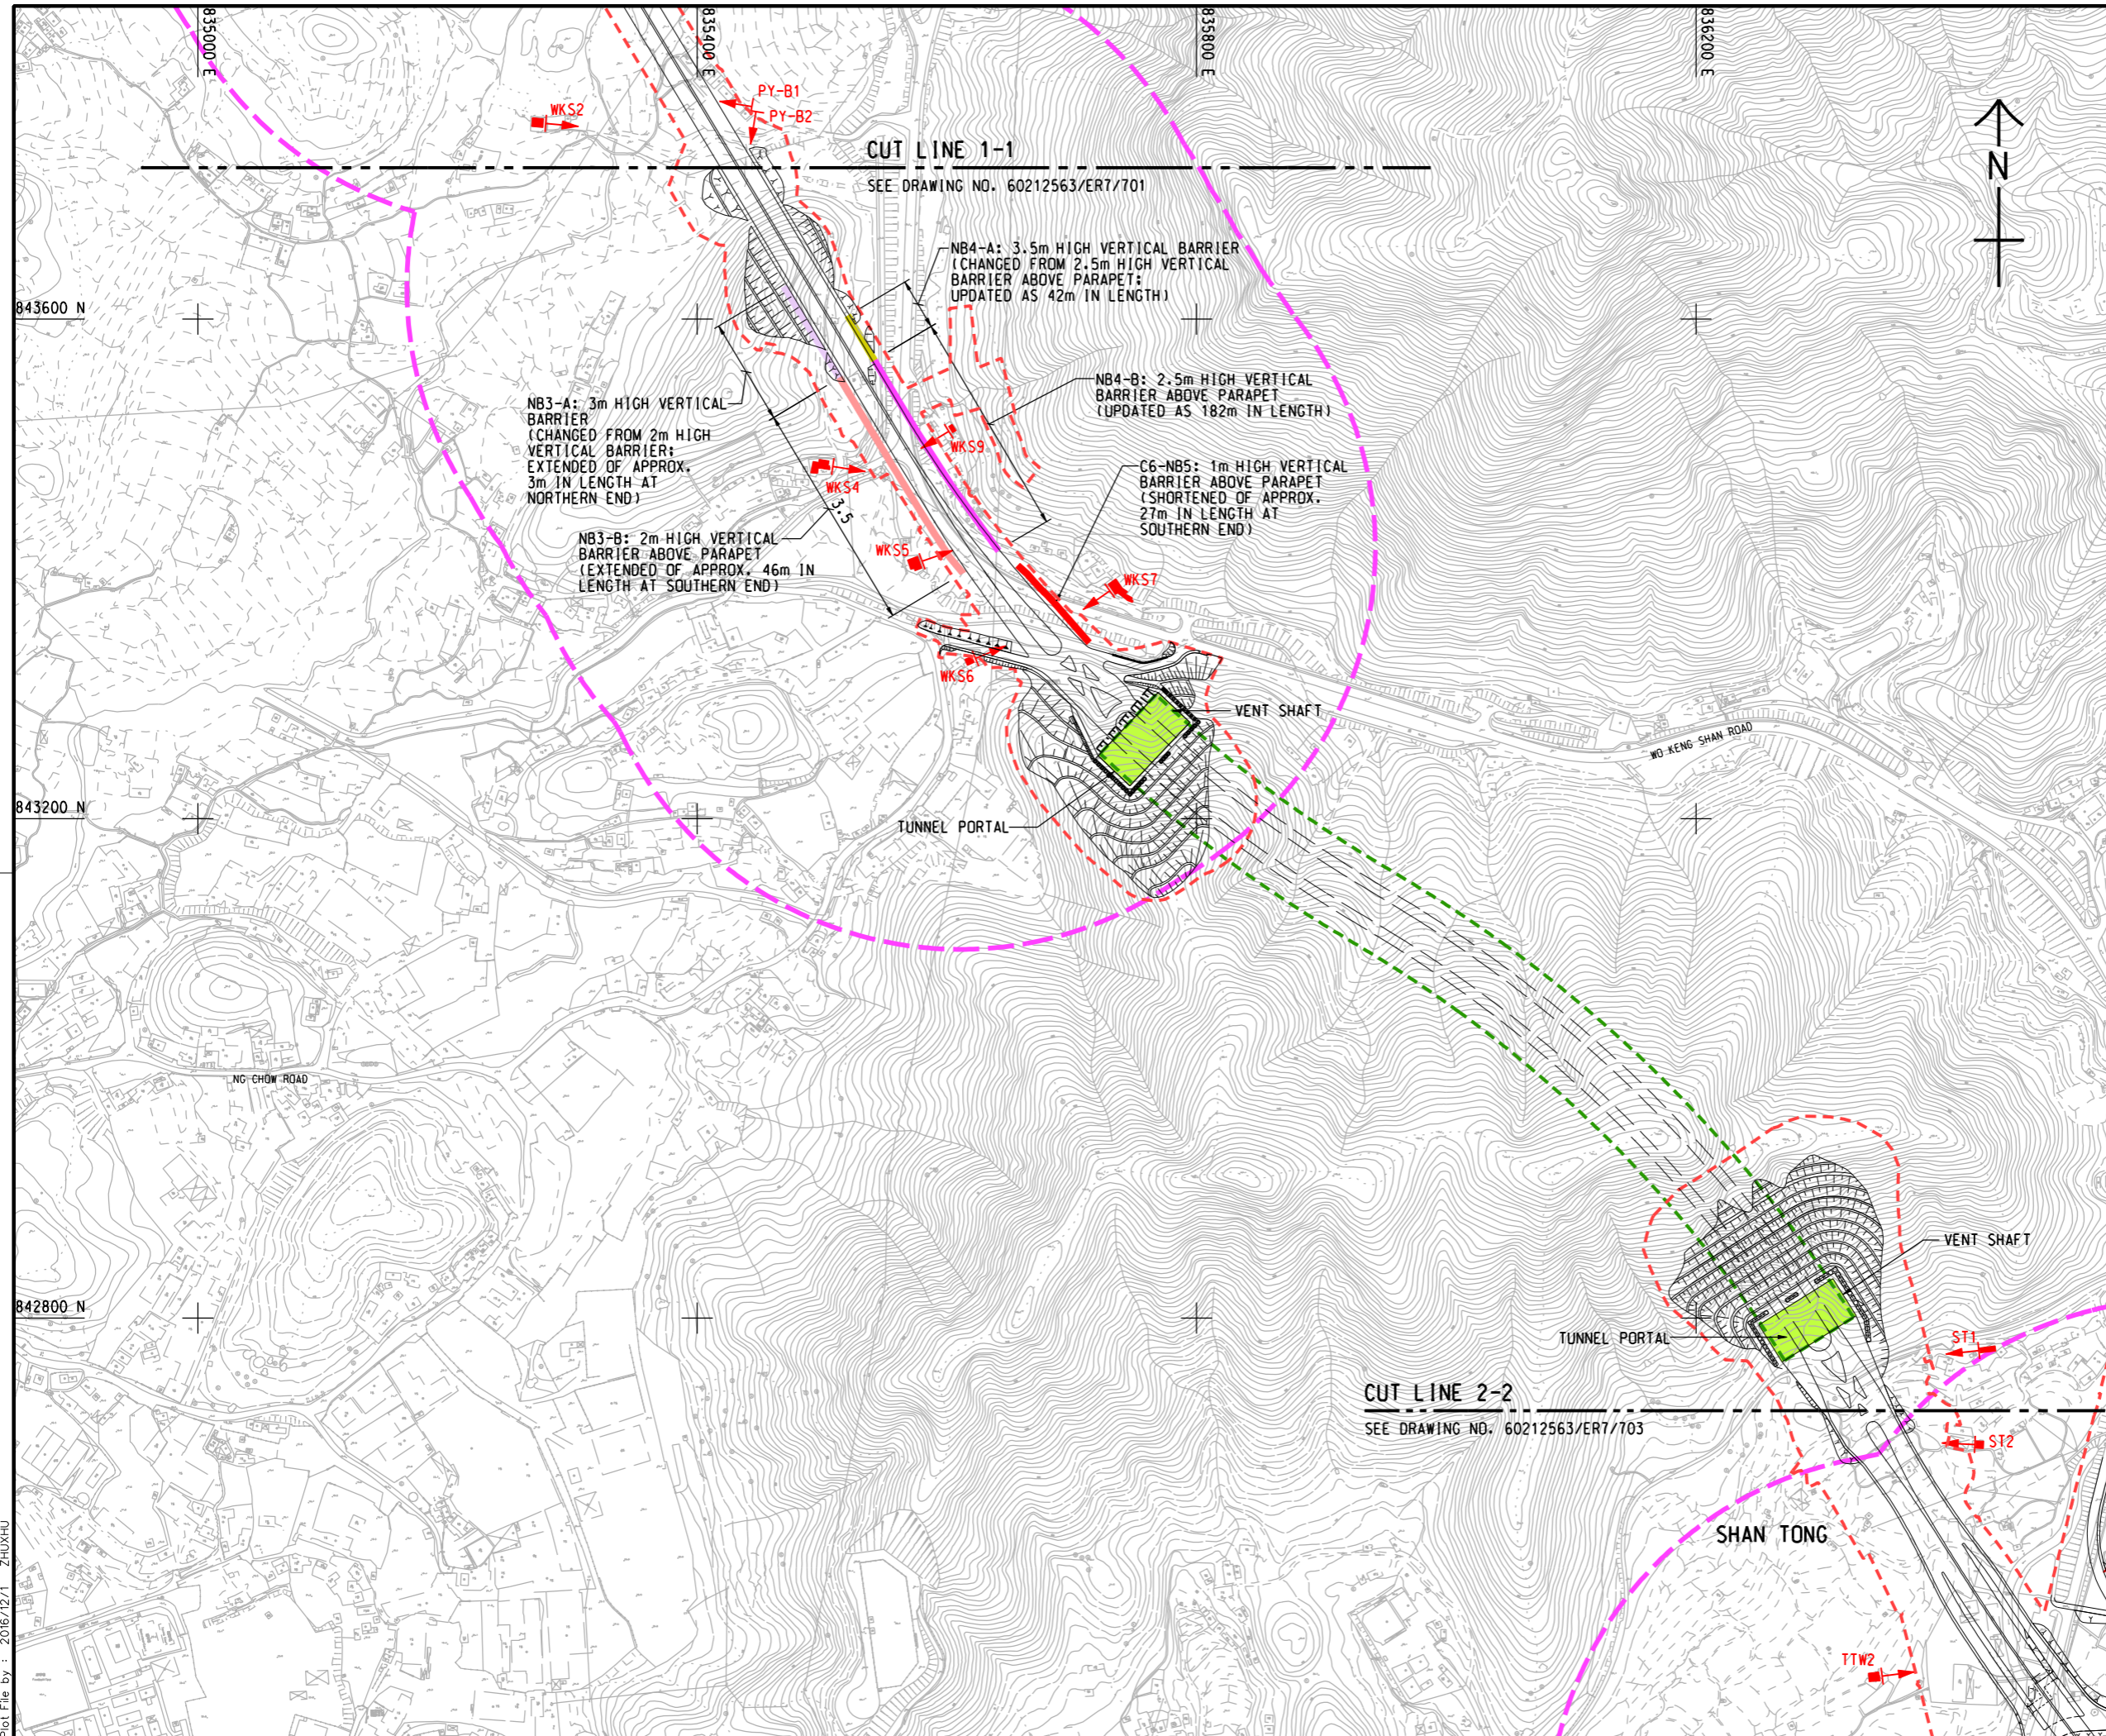 835000 E
835400 E
835800 E
836200 E
PY-B1
PY-B2
WKS2
CUT LINE 1-1
SEE DRAWING NO. 60212563/ER7/701
N
NB4-A: 3.5m HIGH VERTICAL BARRIER
(CHANGED FROM 2.5m HIGH VERTICAL
BARRIER ABOVE PARAPET;
UPDATED AS 42m IN LENGTH)
843600 N
NB4-B: 2.5m HIGH VERTICAL
BARRIER ABOVE PARAPET
(UPDATED AS 182m IN LENGTH)
NB3-A: 3m HIGH VERTICAL
BARRIER
(CHANGED FROM 2m HIGH
VERTICAL BARRIER;
EXTENDED OF APPROX.
3m IN LENGTH AT
NORTHERN END)
WKS9
C6-NB5: 1m HIGH VERTICAL
BARRIER ABOVE PARAPET
(SHORTENED OF APPROX.
27m IN LENGTH AT
SOUTHERN END)
WKS4
3.5
NB3-B: 2m HIGH VERTICAL
BARRIER ABOVE PARAPET
(EXTENDED OF APPROX. 46m IN
LENGTH AT SOUTHERN END)
WKS5
WKS7
WKS6
VENT SHAFT
WO KENG SHAN ROAD
843200 N
TUNNEL PORTAL
NG CHOW ROAD
VENT SHAFT
842800 N
TUNNEL PORTAL
ST1
CUT LINE 2-2
SEE DRAWING NO. 60212563/ER7/703
ST2
SHAN TONG
TTW2
Plot File by : 2016/12/1 ZHUXHU